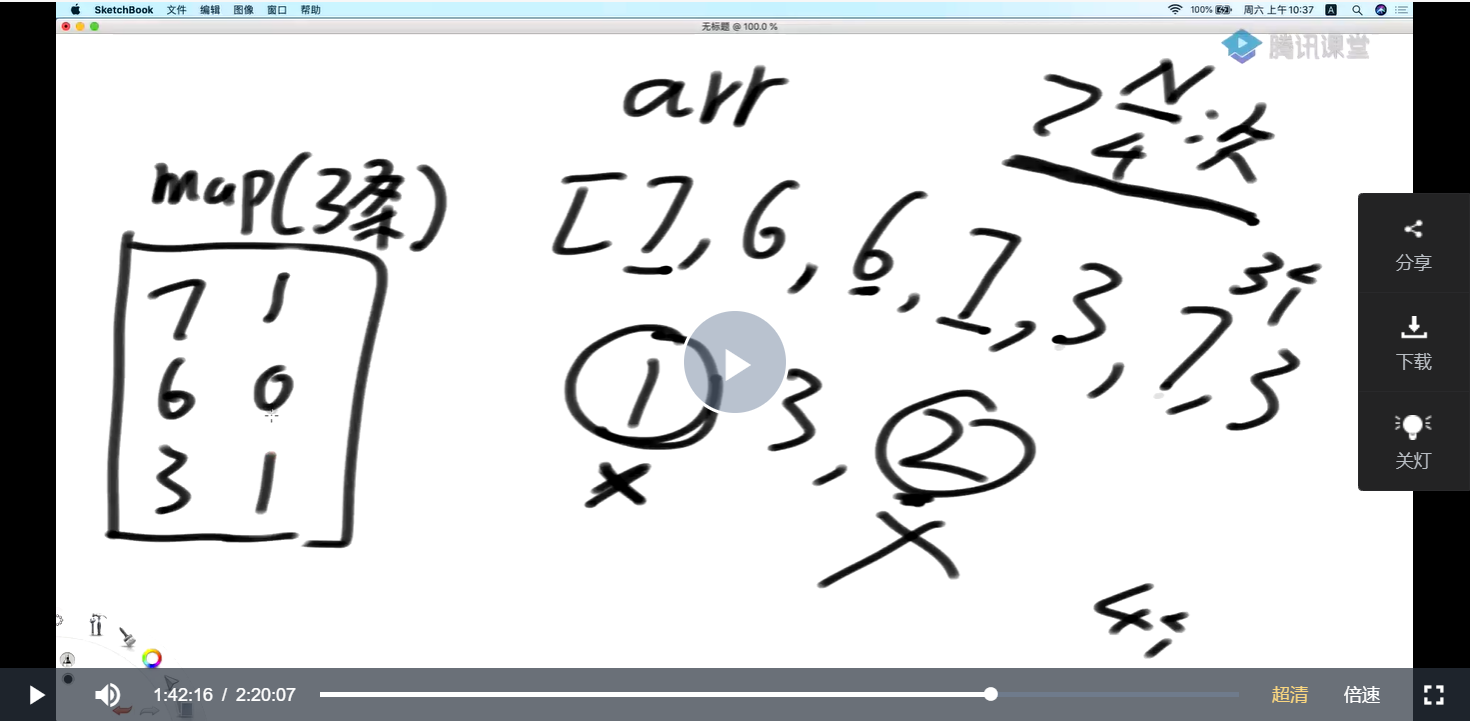 SketchBook 文件 编辑 图像 窗口 帮助 100% 周六 上午10:37 A
无标题 @ 100.0 %
腾讯课堂
arr
> N/4 次
map(3条)
[7, 6, 6, 7, 3, 7, 3
3个
7 1
6 0
3 1
1 3, 2
x
X
4个
分享
下载
关灯
1:42:16 / 2:20:07
超清 倍速